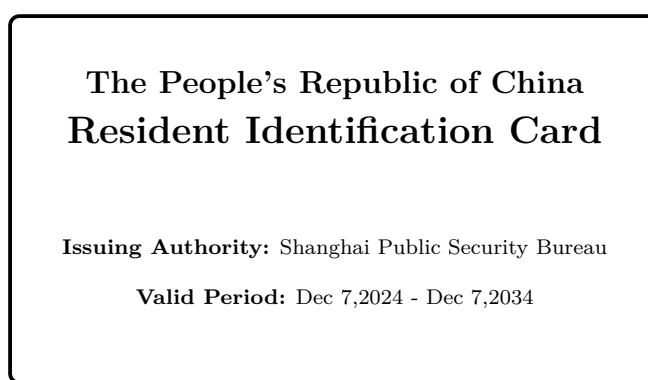 The People's Republic of China
Resident Identification Card
Issuing Authority: Shanghai Public Security Bureau
Valid Period: Dec 7,2024 - Dec 7,2034